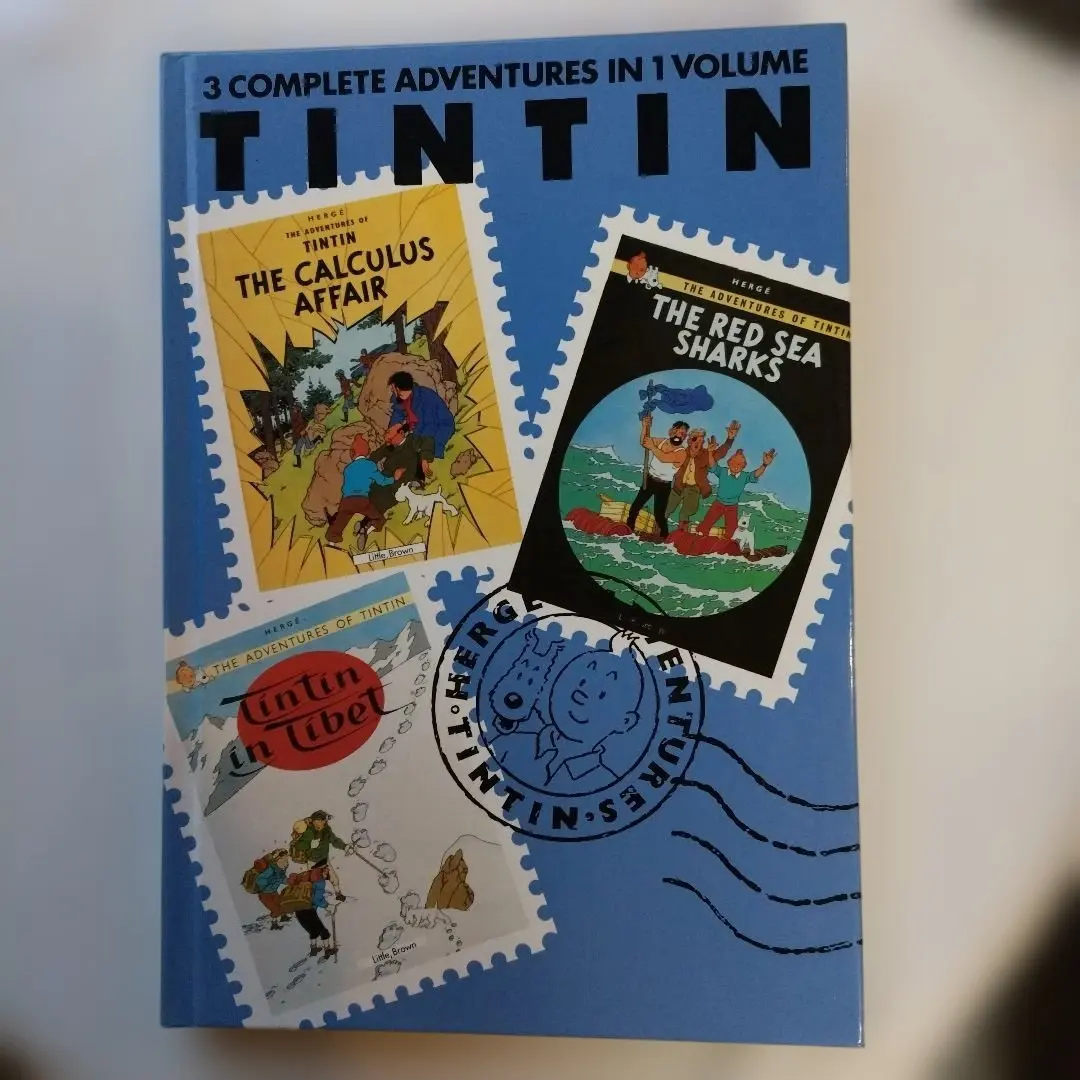 3 COMPLETE ADVENTURES IN 1 VOLUME
TINTIN
HERGÉ
THE ADVENTURES OF
TINTIN
THE CALCULUS
AFFAIR
Little, Brown
HERGÉ
THE ADVENTURES OF TINTIN
THE RED SEA
SHARKS
HERGÉ
THE ADVENTURES OF TINTIN
Tintin
in Tibet
Little, Brown
HERGÉ
ENTURES
TINTIN